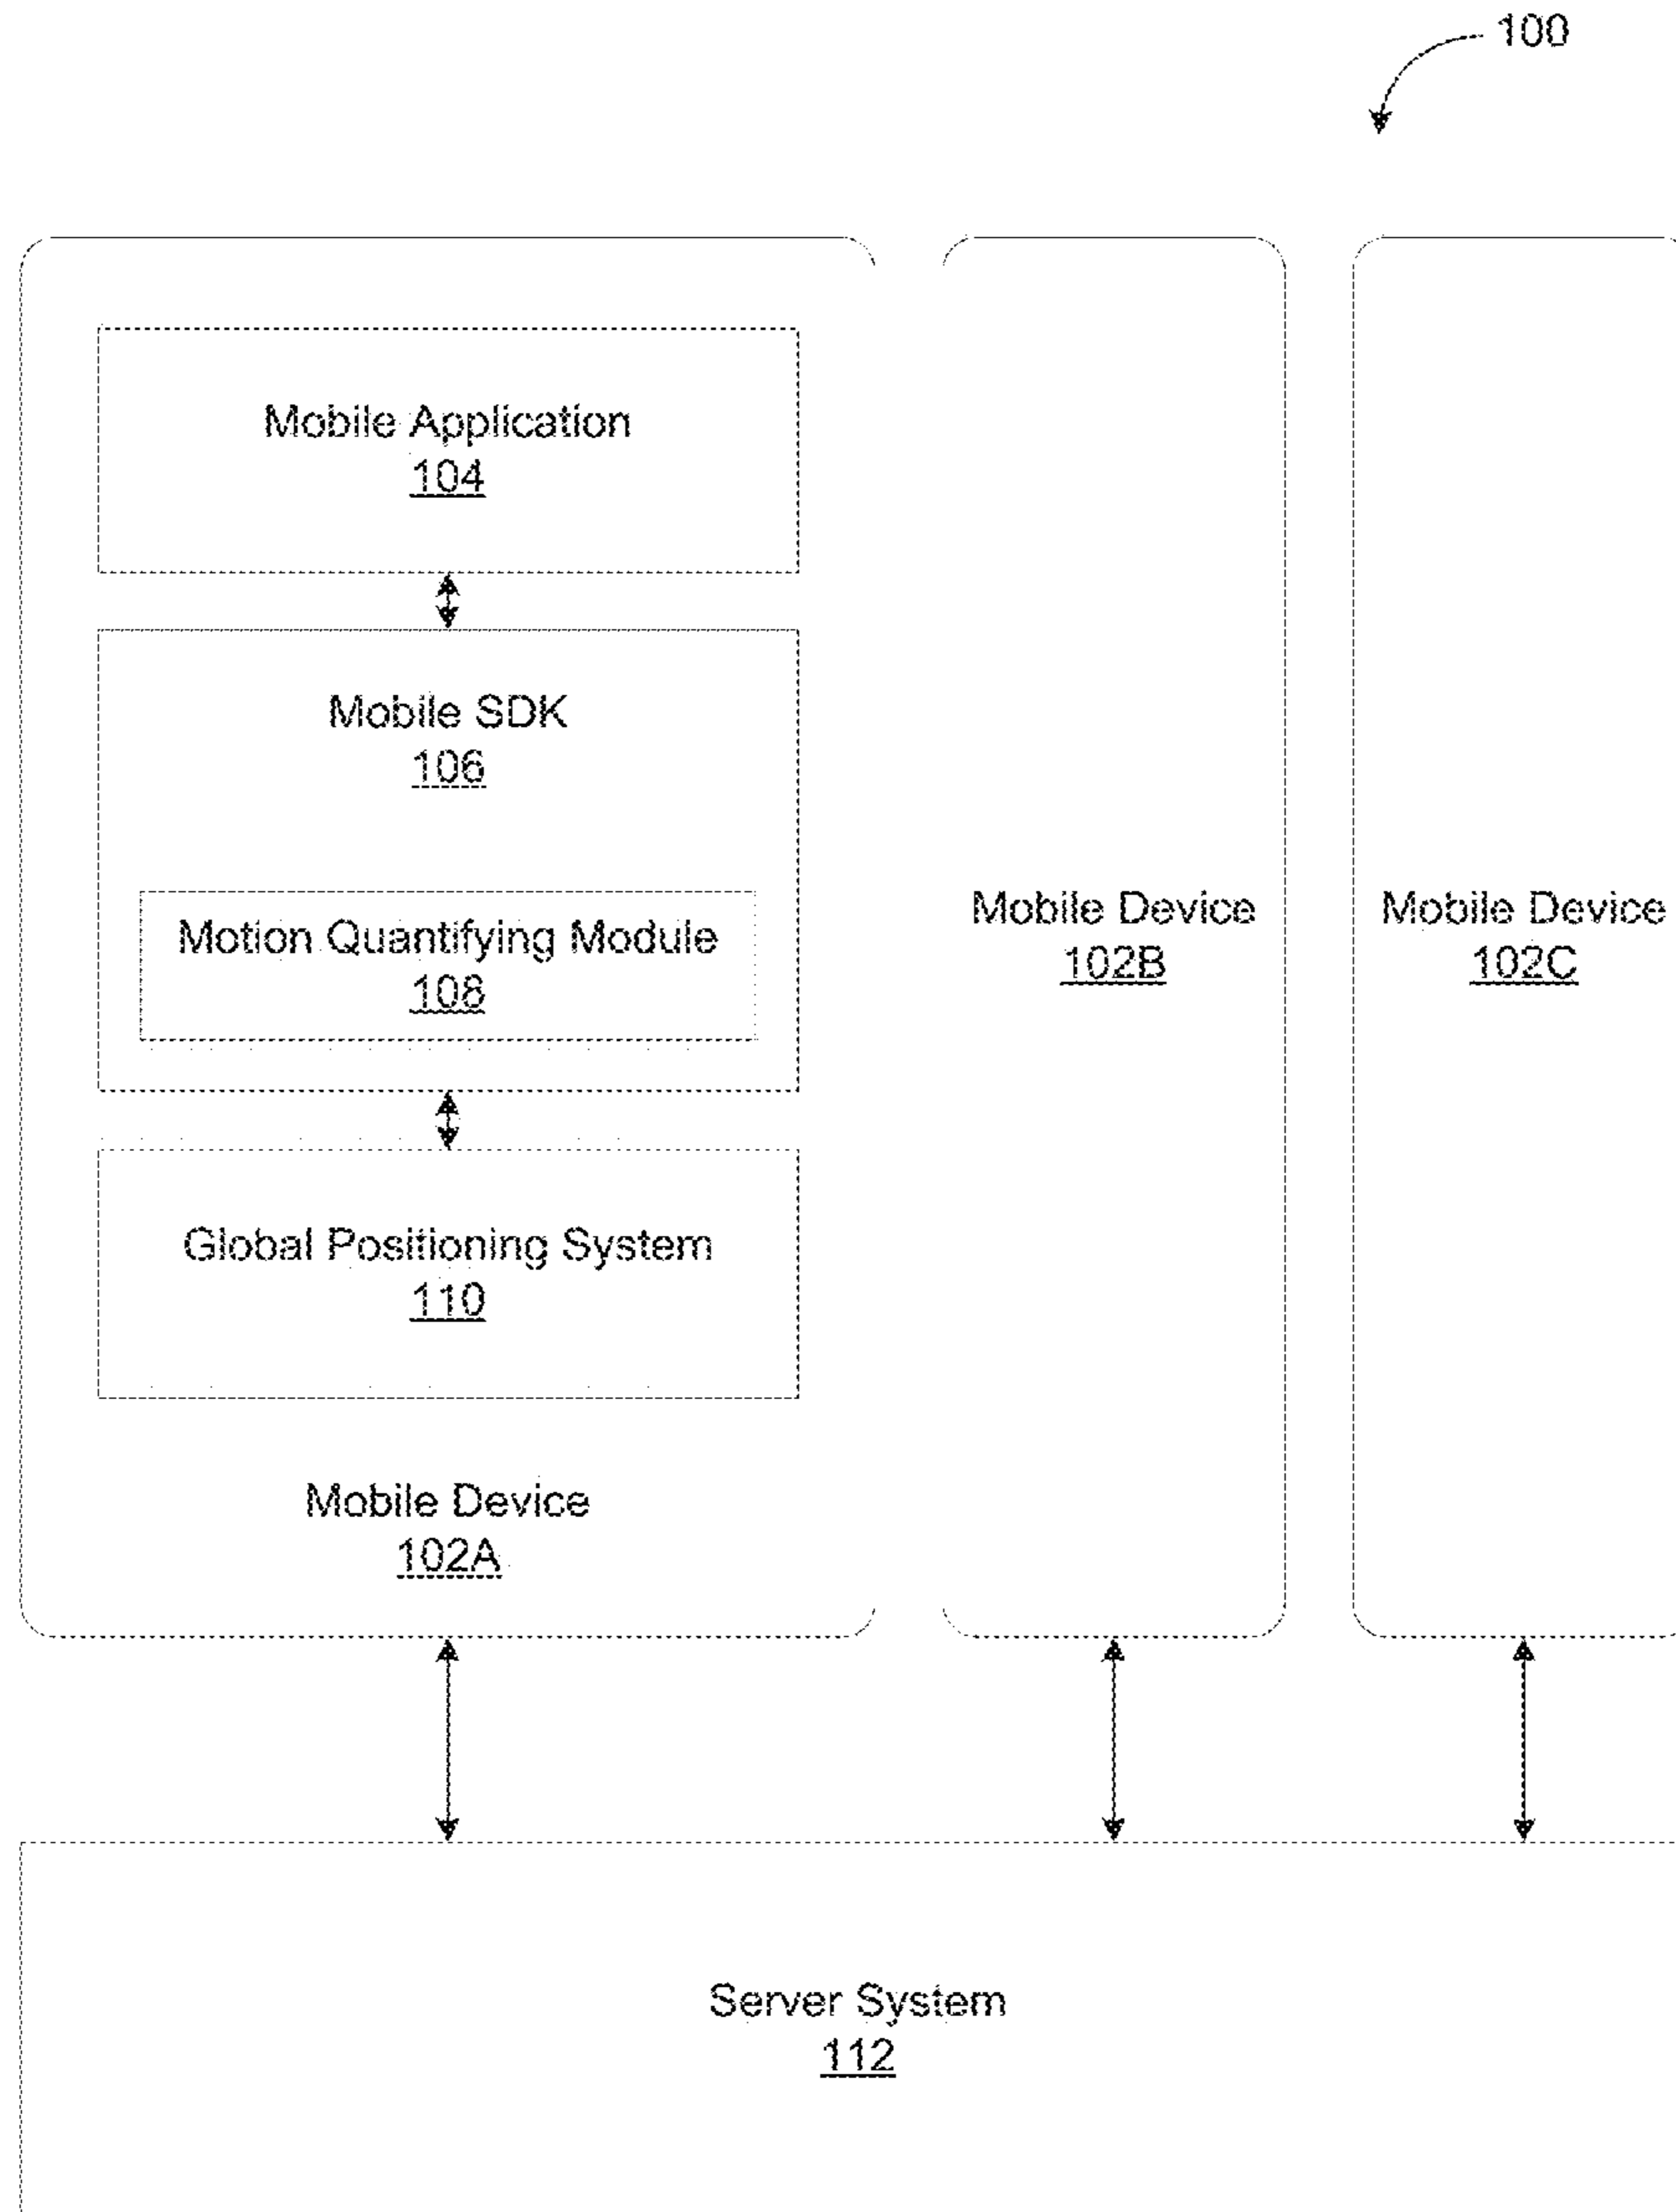 100
Mobile Application
104
Mobile SDK
106
Motion Quantifying Module
108
Global Positioning System
110
Mobile Device
102A
Mobile Device
102B
Mobile Device
102C
Server System
112